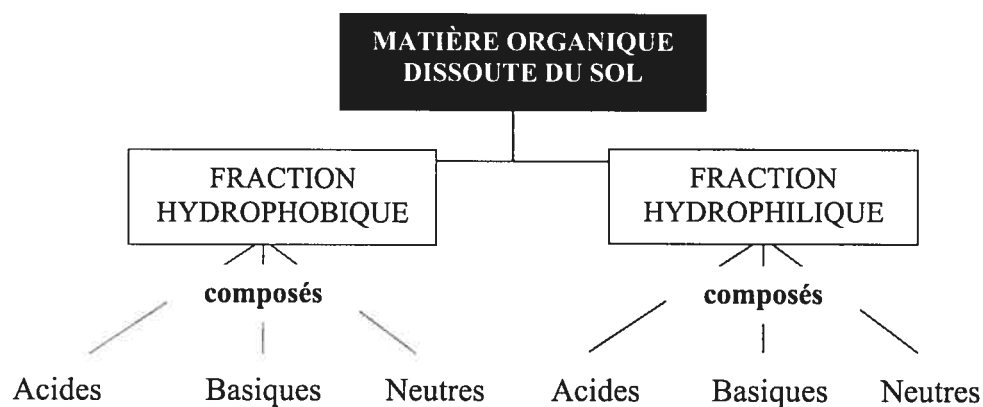 MATIÈRE ORGANIQUE
DISSOUTE DU SOL
FRACTION
HYDROPHOBIQUE
FRACTION
HYDROPHILIQUE
composés
composés
Acides Basiques Neutres Acides Basiques Neutres